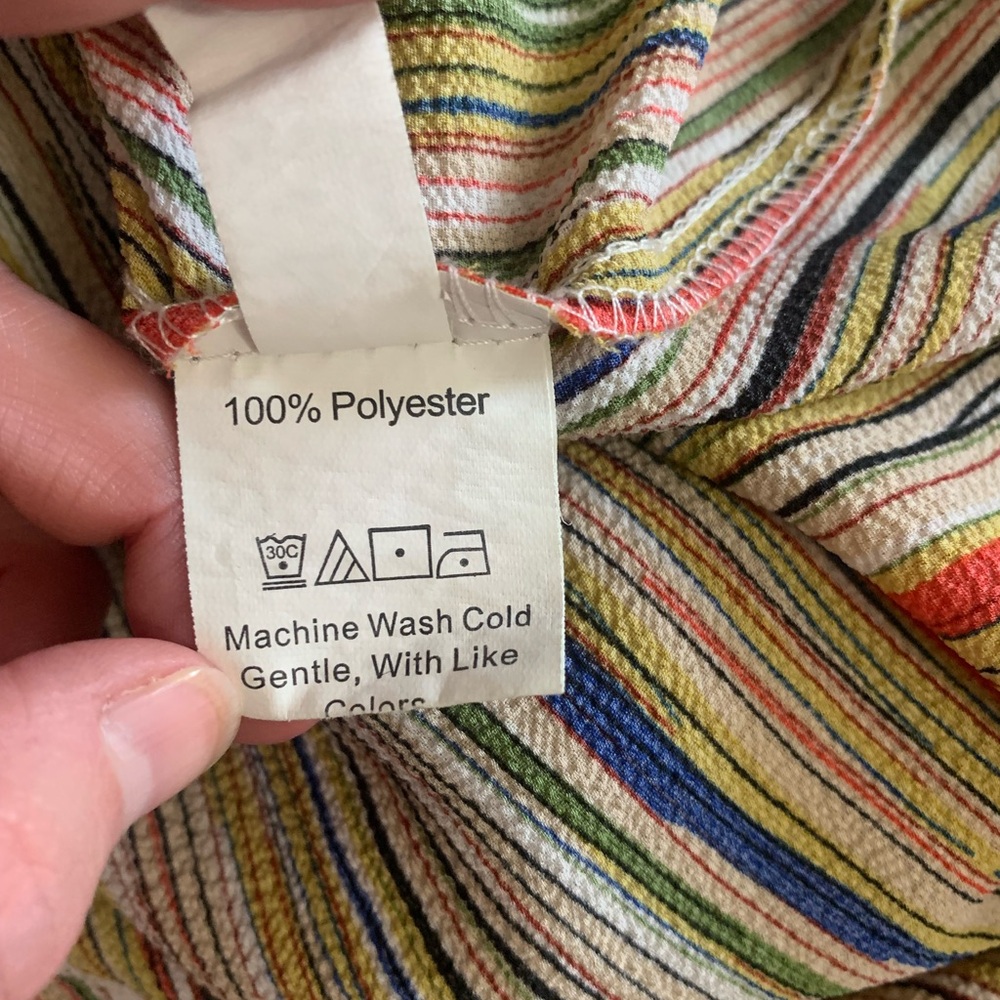 100% Polyester
30C
Machine Wash Cold
Gentle, With Like
Colors